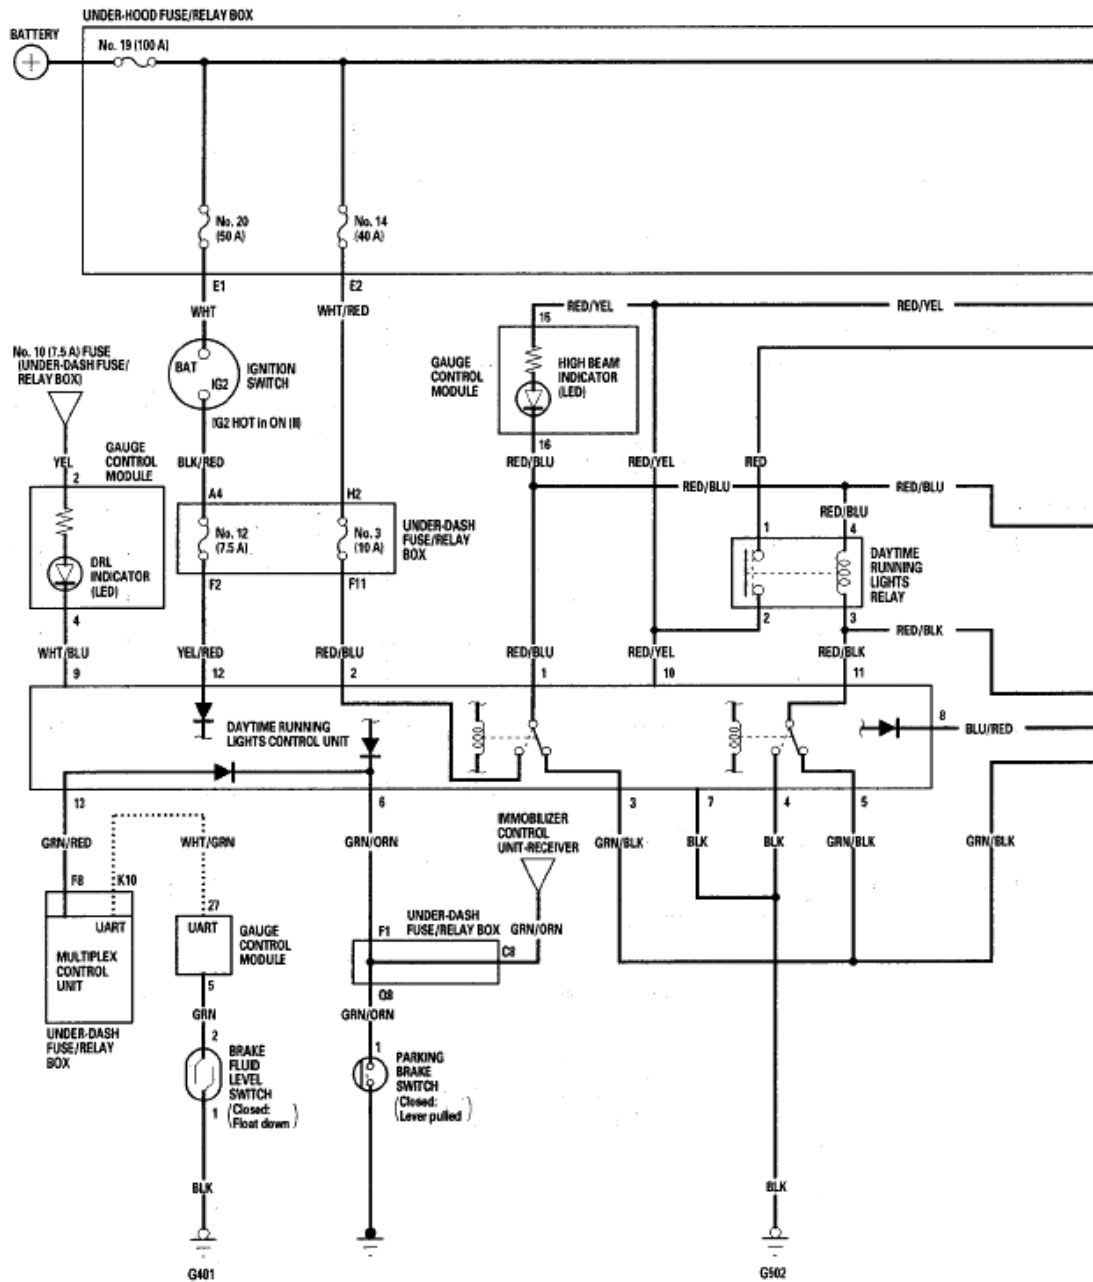 UNDER-HOOD FUSE/RELAY BOX
BATTERY
No. 19 (100 A)
No. 20
(50 A)
No. 14
(40 A)
E1
E2
WHT
WHT/RED
RED/YEL
RED/YEL
15
No. 10 (7.5 A) FUSE
(UNDER-DASH FUSE/
RELAY BOX)
BAT
IG2
IGNITION
SWITCH
IG2 HOT in ON (II)
GAUGE
CONTROL
MODULE
HIGH BEAM
INDICATOR
(LED)
16
YEL
2
GAUGE
CONTROL
MODULE
BLK/RED
RED/BLU
RED/YEL
RED
RED/BLU
RED/BLU
RED/BLU
A4
H2
No. 12
(7.5 A)
No. 3
(10 A)
UNDER-DASH
FUSE/RELAY
BOX
1
4
DAYTIME
RUNNING
LIGHTS
RELAY
DRL
INDICATOR
(LED)
F2
F11
4
2
3
RED/BLK
WHT/BLU
YEL/RED
RED/BLU
RED/BLU
RED/YEL
RED/BLK
9
12
2
1
10
11
DAYTIME RUNNING
LIGHTS CONTROL UNIT
8
BLU/RED
13
6
3
7
4
5
GRN/RED
WHT/GRN
GRN/ORN
IMMOBILIZER
CONTROL
UNIT-RECEIVER
GRN/BLK
BLK
BLK
GRN/BLK
GRN/BLK
F8
K10
27
UART
UART
GAUGE
CONTROL
MODULE
MULTIPLEX
CONTROL
UNIT
UNDER-DASH
FUSE/RELAY BOX
F1
C8
GRN/ORN
Q8
5
GRN
GRN/ORN
UNDER-DASH
FUSE/RELAY
BOX
2
BRAKE
FLUID
LEVEL
SWITCH
(Closed:
Float down)
1
1
PARKING
BRAKE
SWITCH
(Closed:
Lever pulled)
BLK
BLK
G401
G502